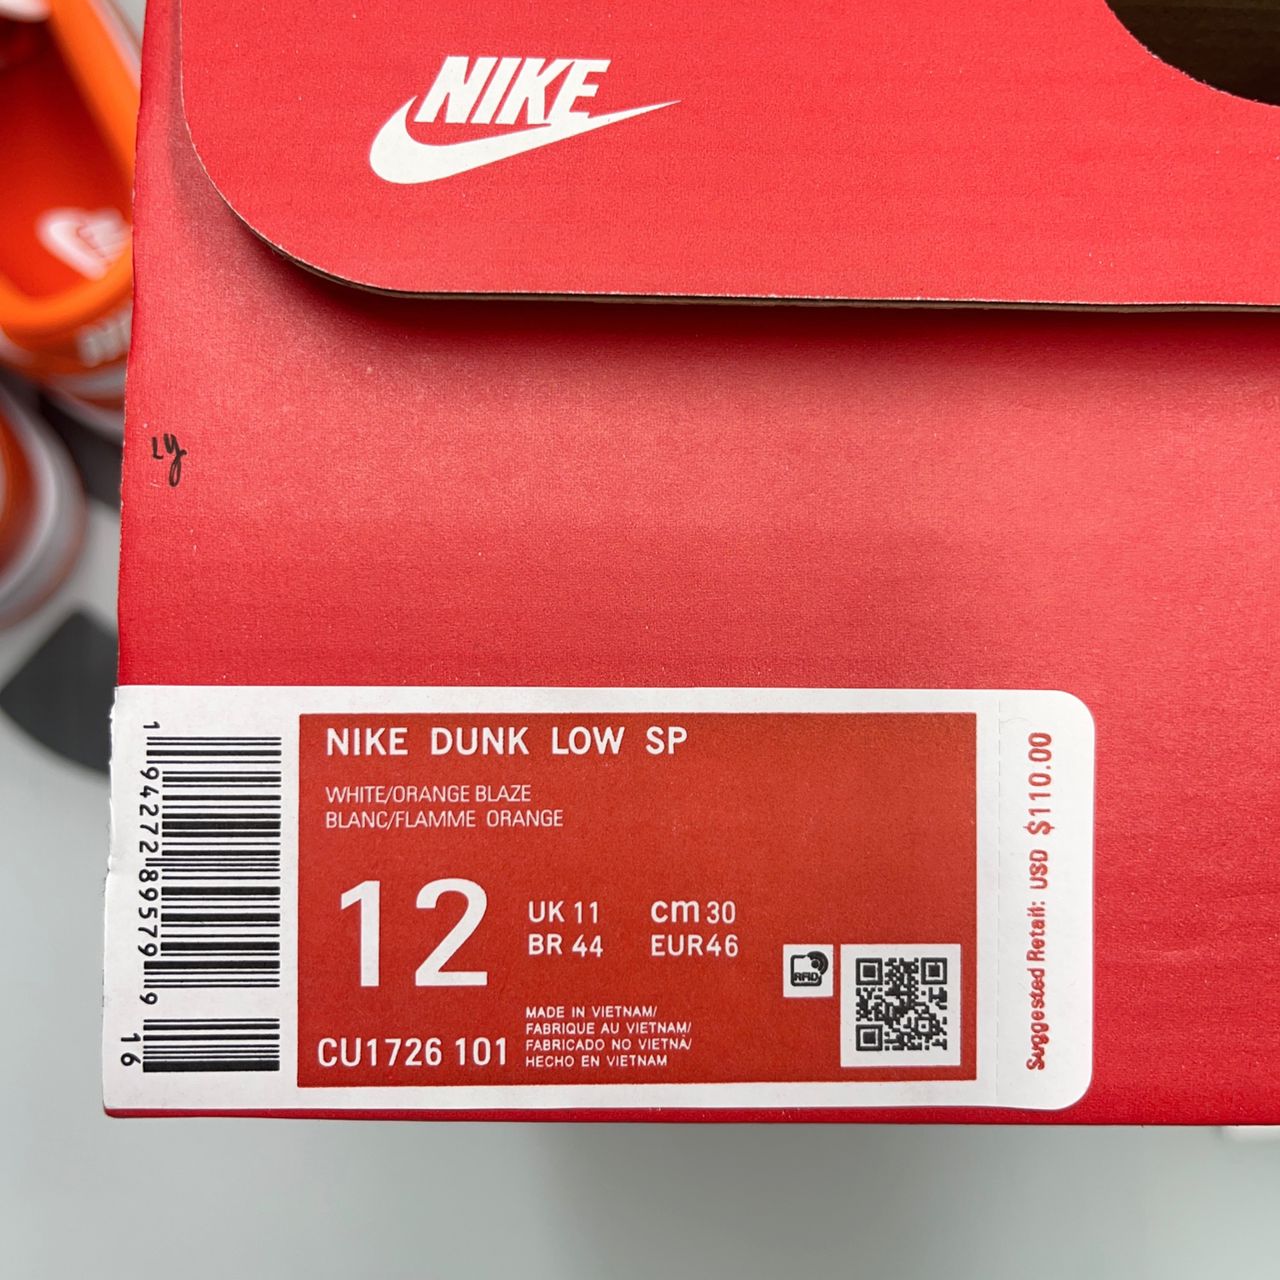 NIKE
NIKE DUNK LOW SP
WHITE/ORANGE BLAZE
BLANC/FLAMME ORANGE
12
UK 11 cm 30
BR 44 EUR 46
CU1726 101
MADE IN VIETNAM/
FABRIQUE AU VIETNAM/
FABRICADO NO VIETNÃ/
HECHO EN VIETNAM
RFID
1 94272 89579 9
16
Suggested Retail: USD $110.00